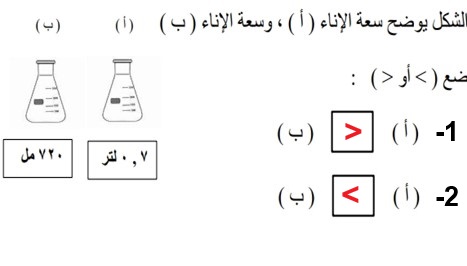 الشكل يوضح سعة الإناء ( أ ) ، وسعة الإناء ( ب )
ضع ( > أو < ) :
( أ ) ( ب )
٠,٧ لتر ٧٢٠ مل
1- ( أ ) > ( ب )
2- ( أ ) < ( ب )